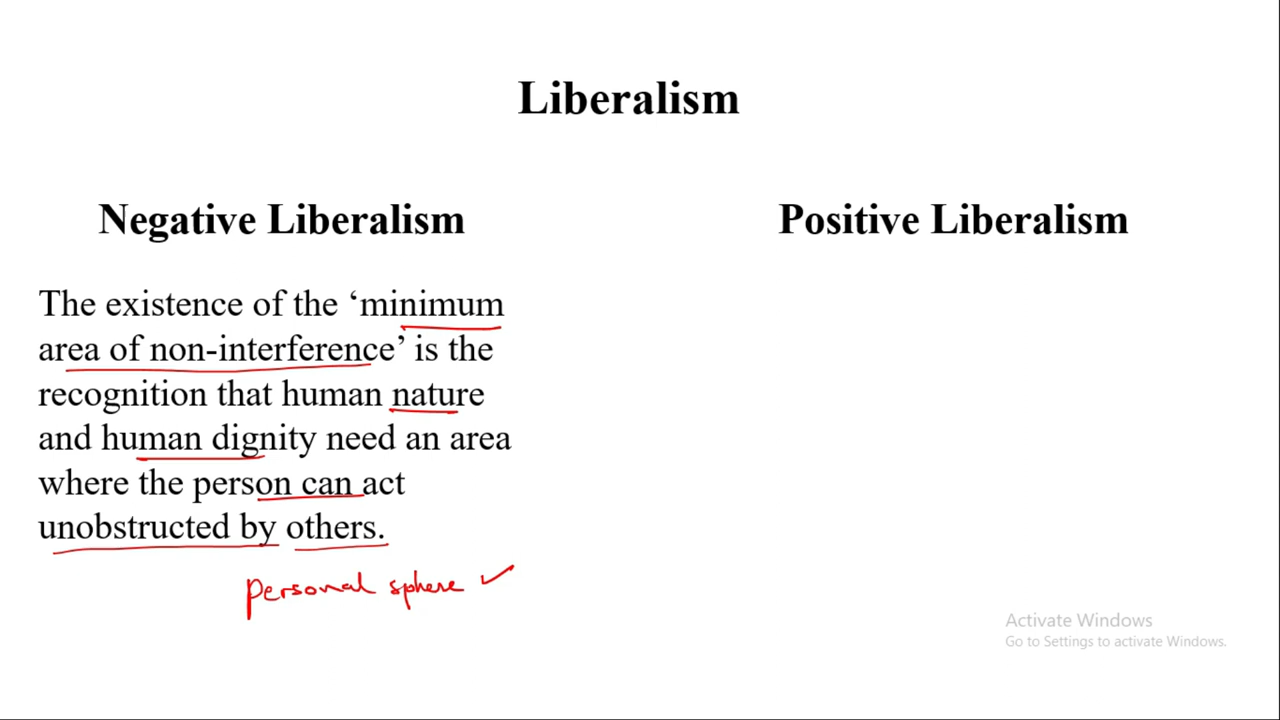 Liberalism
Negative Liberalism
The existence of the ‘minimum
area of non-interference’ is the
recognition that human nature
and human dignity need an area
where the person can act
unobstructed by others.
personal sphere ✓
Positive Liberalism
Activate Windows
Go to Settings to activate Windows.